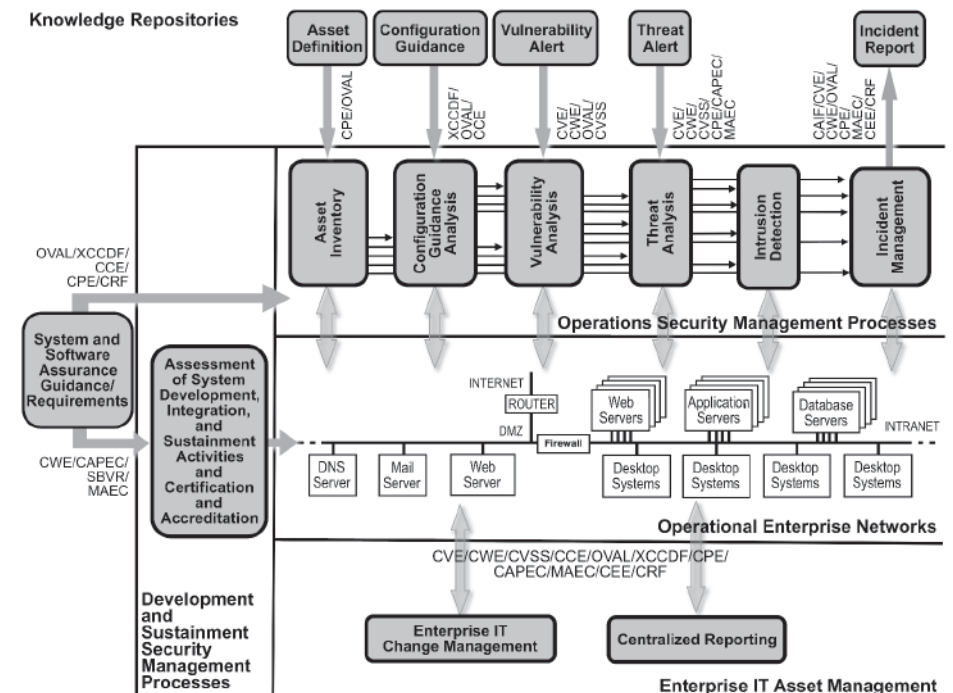 Knowledge Repositories
Asset
Definition
Configuration
Guidance
Vulnerability
Alert
Threat
Alert
Incident
Report
CPE/OVAL
XCCDF/
OVAL/
CCE
CVE/
CWE/
OVAL/
CVSS
CVE/
CWE/
CVSS/
CPE/CAPEC/
MAEC
CAIF/CVE/
CWE/OVAL/
CPE/
MAEC/
CEE/CRF
Asset
Inventory
Configuration
Guidance
Analysis
Vulnerability
Analysis
Threat
Analysis
Intrusion
Detection
Incident
Management
OVAL/XCCDF/
CCE/
CPE/CRF
Operations Security Management Processes
System and
Software
Assurance
Guidance/
Requirements
CWE/CAPEC/
SBVR/
MAEC
Assessment
of System
Development,
Integration,
and
Sustainment
Activities
and
Certification
and
Accreditation
INTERNET
ROUTER
DMZ
Firewall
Web
Servers
Application
Servers
Database
Servers
INTRANET
DNS
Server
Mail
Server
Web
Server
Desktop
Systems
Desktop
Systems
Desktop
Systems
Desktop
Systems
Operational Enterprise Networks
CVE/CWE/CVSS/CCE/OVAL/XCCDF/CPE/
CAPEC/MAEC/CEE/CRF
Enterprise IT
Change Management
Centralized Reporting
Development
and
Sustainment
Security
Management
Processes
Enterprise IT Asset Management